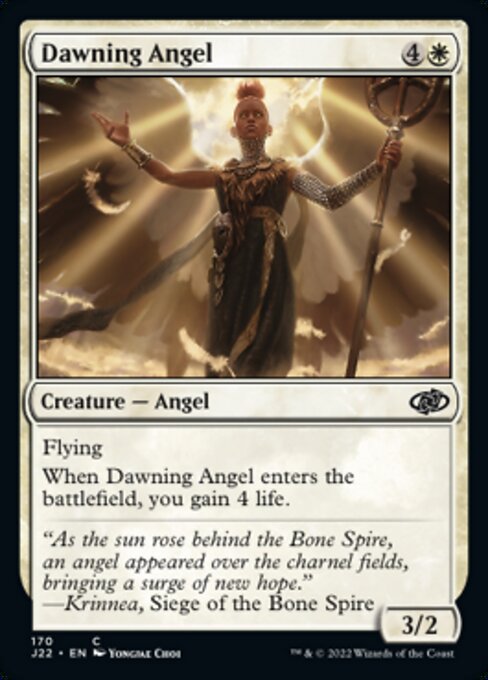 Dawning Angel 4
Creature — Angel
Flying
When Dawning Angel enters the
battlefield, you gain 4 life.
“As the sun rose behind the Bone Spire,
an angel appeared over the charnel fields,
bringing a surge of new hope.”
—Krinnea, Siege of the Bone Spire
3/2
170 C
J22 • EN Yongjae Choi
™ & © 2022 Wizards of the Coast